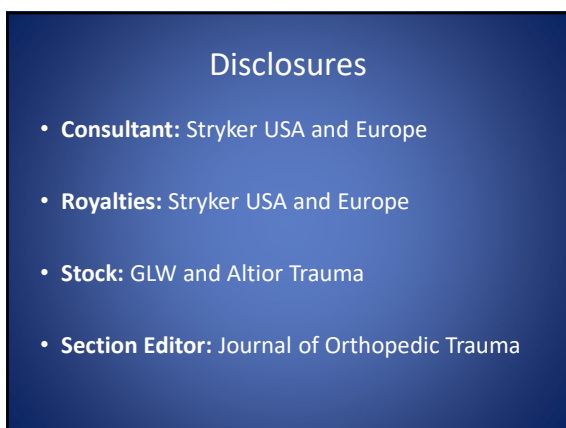 Disclosures
• Consultant: Stryker USA and Europe
• Royalties: Stryker USA and Europe
• Stock: GLW and Altior Trauma
• Section Editor: Journal of Orthopedic Trauma